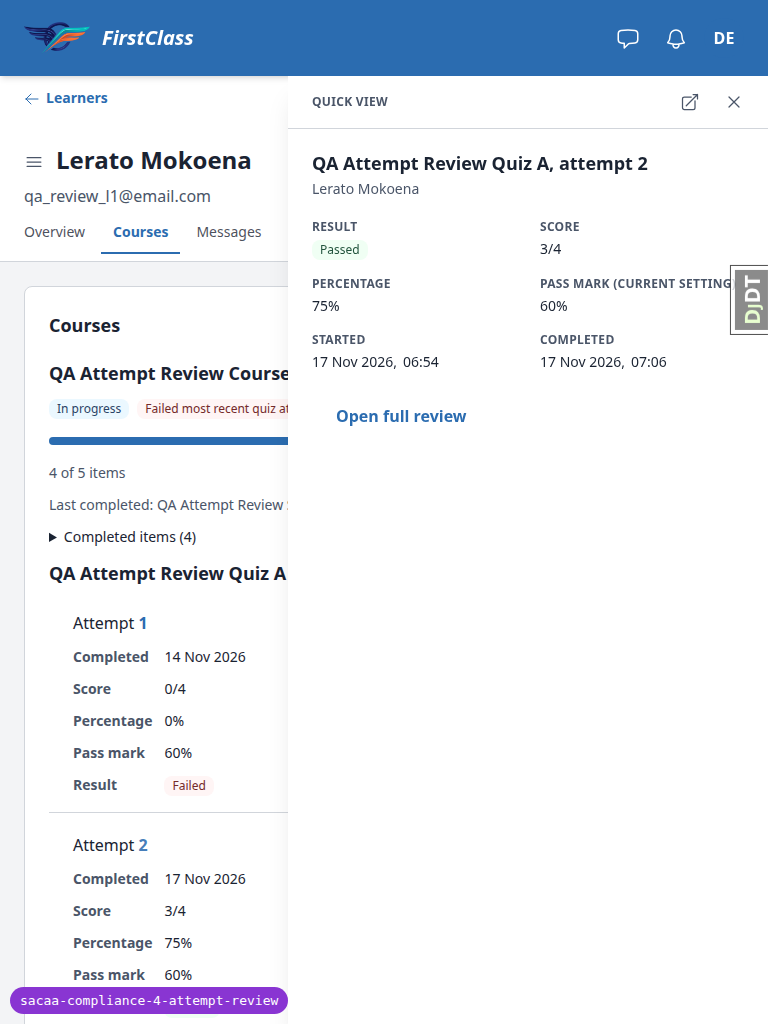 FirstClass
DE
Learners
Lerato Mokoena
qa_review_l1@email.com
Overview
Courses
Messages
Courses
QA Attempt Review Course
In progress
Failed most recent quiz
4 of 5 items
Last completed: QA Attempt Review
Completed items (4)
QA Attempt Review Quiz A
Attempt 1
Completed 14 Nov 2026
Score 0/4
Percentage 0%
Pass mark 60%
Result Failed
Attempt 2
Completed 17 Nov 2026
Score 3/4
Percentage 75%
Pass mark 60%
sacaa-compliance-4-attempt-review
QUICK VIEW
QA Attempt Review Quiz A, attempt 2
Lerato Mokoena
RESULT
Passed
SCORE
3/4
PERCENTAGE
75%
PASS MARK (CURRENT SETTING
60%
STARTED
17 Nov 2026, 06:54
COMPLETED
17 Nov 2026, 07:06
Open full review
DjDT